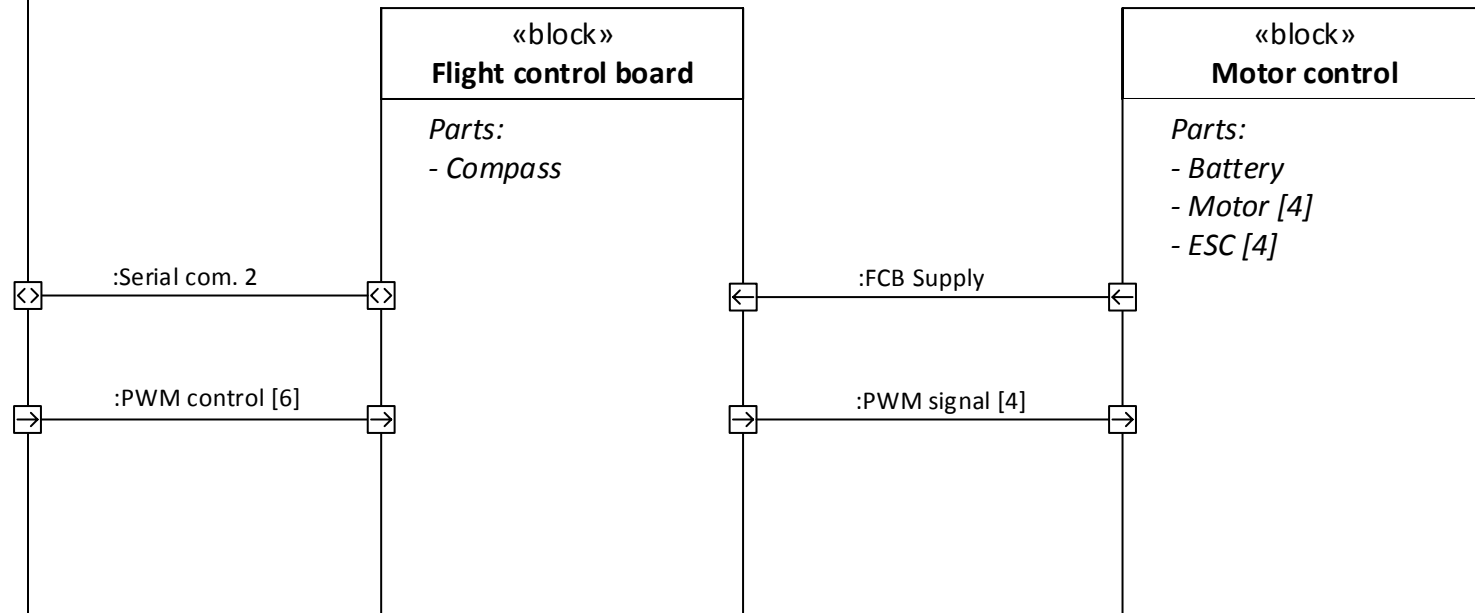 «block»
Flight control board
Parts:
- Compass
«block»
Motor control
Parts:
- Battery
- Motor [4]
- ESC [4]
:Serial com. 2
:FCB Supply
:PWM control [6]
:PWM signal [4]